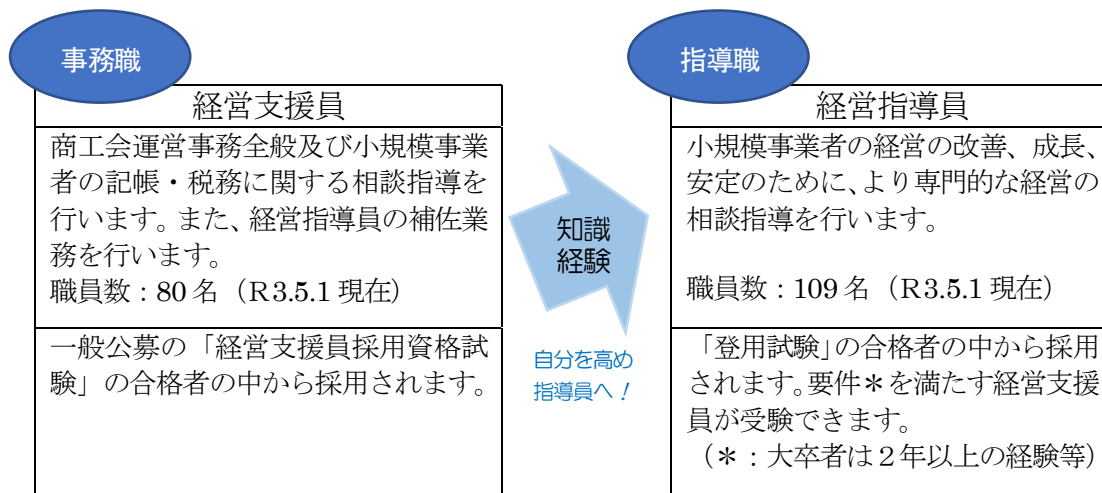 事務職
経営支援員
商工会運営事務全般及び小規模事業
者の記帳・税務に関する相談指導を
行います。また、経営指導員の補佐業
務を行います。
職員数：80名（R3.5.1現在）
一般公募の「経営支援員採用資格試
験」の合格者の中から採用されます。
知識
経験
自分を高め
指導員へ！
指導職
経営指導員
小規模事業者の経営の改善、成長、
安定のために、より専門的な経営の
相談指導を行います。
職員数：109名（R3.5.1現在）
「登用試験」の合格者の中から採用
されます。要件＊を満たす経営支援
員が受験できます。
（＊：大卒者は２年以上の経験等）